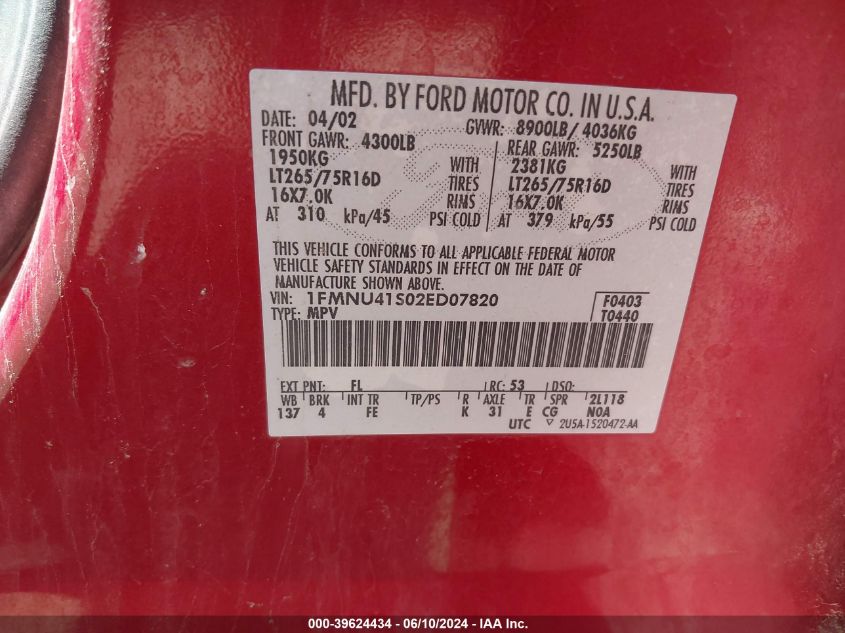 MFD. BY FORD MOTOR CO. IN U.S.A.
DATE: 04/02 GVWR: 8900LB/ 4036KG
FRONT GAWR: 4300LB REAR GAWR: 5250LB
1950KG WITH 2381KG WITH
LT265/75R16D TIRES LT265/75R16D TIRES
16X7.0K RIMS 16X7.0K RIMS
AT 310 kPa/45 PSI COLD AT 379 kPa/55 PSI COLD
THIS VEHICLE CONFORMS TO ALL APPLICABLE FEDERAL MOTOR
VEHICLE SAFETY STANDARDS IN EFFECT ON THE DATE OF
MANUFACTURE SHOWN ABOVE.
VIN: 1FMNU41S02ED07820 F0403
TYPE: MPV T0440
EXT PNT: FL RC: 53 DSO:
WB BRK INT TR TP/PS R AXLE TR SPR 2L118
137 4 FE K 31 E CG NOA
UTC ▽ 2U5A-1520472-AA
000-39624434 - 06/10/2024 - IAA Inc.